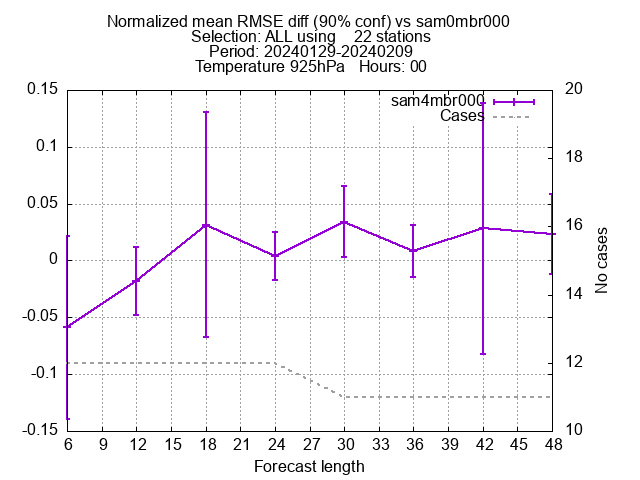 Normalized mean RMSE diff (90% conf) vs sam0mbr000
Selection: ALL using    22 stations
Period: 20240129-20240209
Temperature 925hPa   Hours: 00
sam4mbr000
Cases
0.15
0.1
0.05
0
-0.05
-0.1
-0.15
20
18
16
14
12
10
No cases
6 12 15 18 21 24 27 30 33 36 39 42 45 48
Forecast length